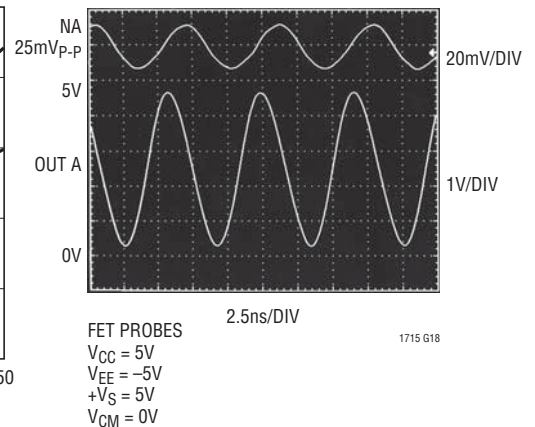 NA
25mVP-P
20mV/DIV
5V
OUT A
1V/DIV
0V
2.5ns/DIV
FET PROBES
1715 G18
VCC = 5V
VEE = –5V
+VS = 5V
VCM = 0V
50